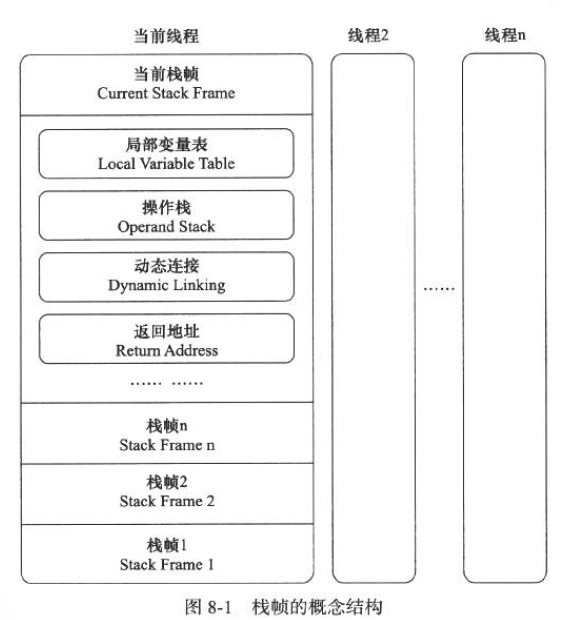 当前线程
线程2
线程n
当前栈帧
Current Stack Frame
局部变量表
Local Variable Table
操作栈
Operand Stack
动态连接
Dynamic Linking
返回地址
Return Address
…… ……
……
栈帧n
Stack Frame n
栈帧2
Stack Frame 2
栈帧1
Stack Frame 1
图 8-1 栈帧的概念结构